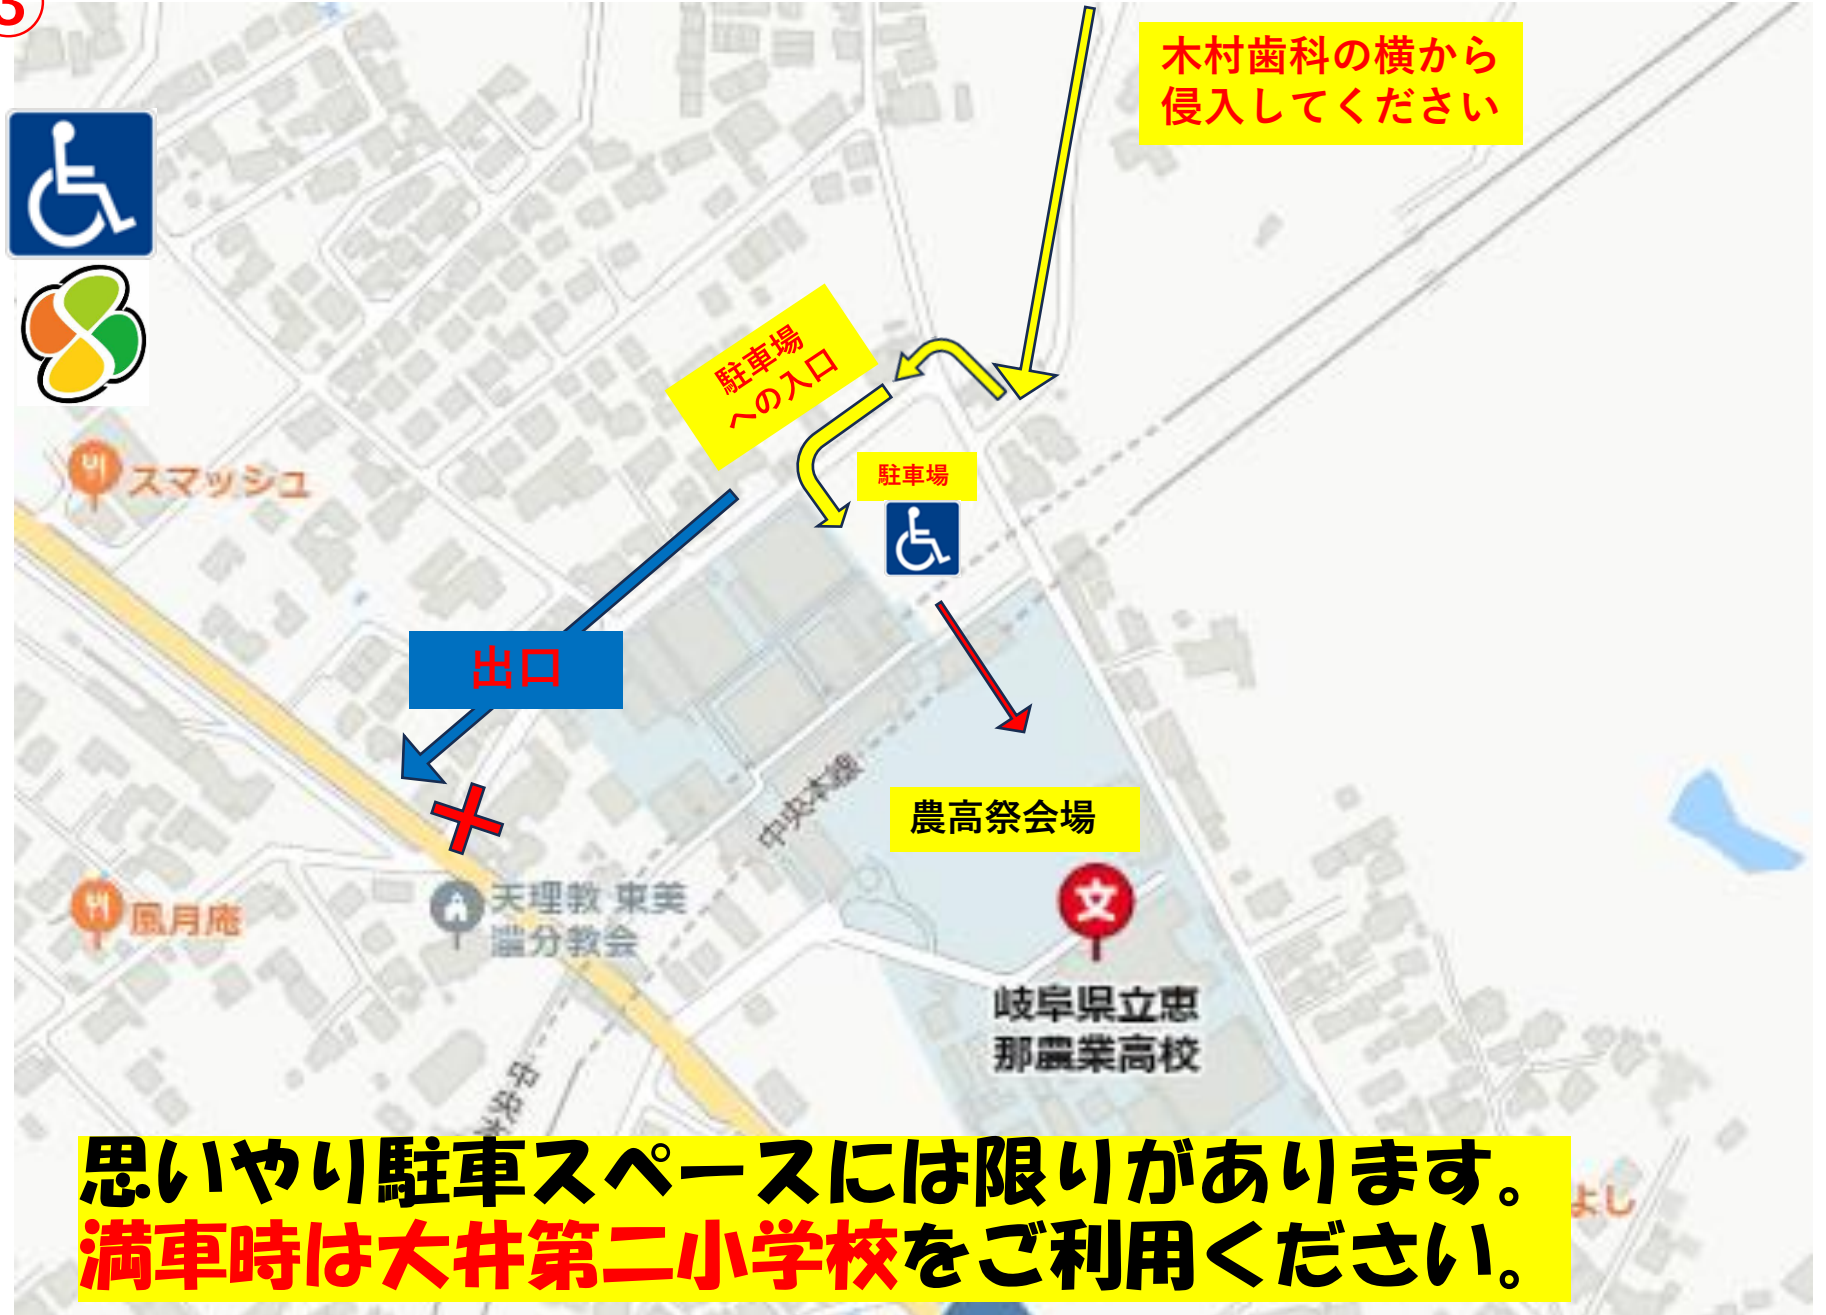 木村歯科の横から
侵入してください
駐車場
への入口
駐車場
スマッシュ
出口
中央本線
農高祭会場
文
天理教 東美
濃分教会
風月庵
岐阜県立恵
那農業高校
中央
思いやり駐車スペースには限りがあります。
よし
満車時は大井第二小学校をご利用ください。